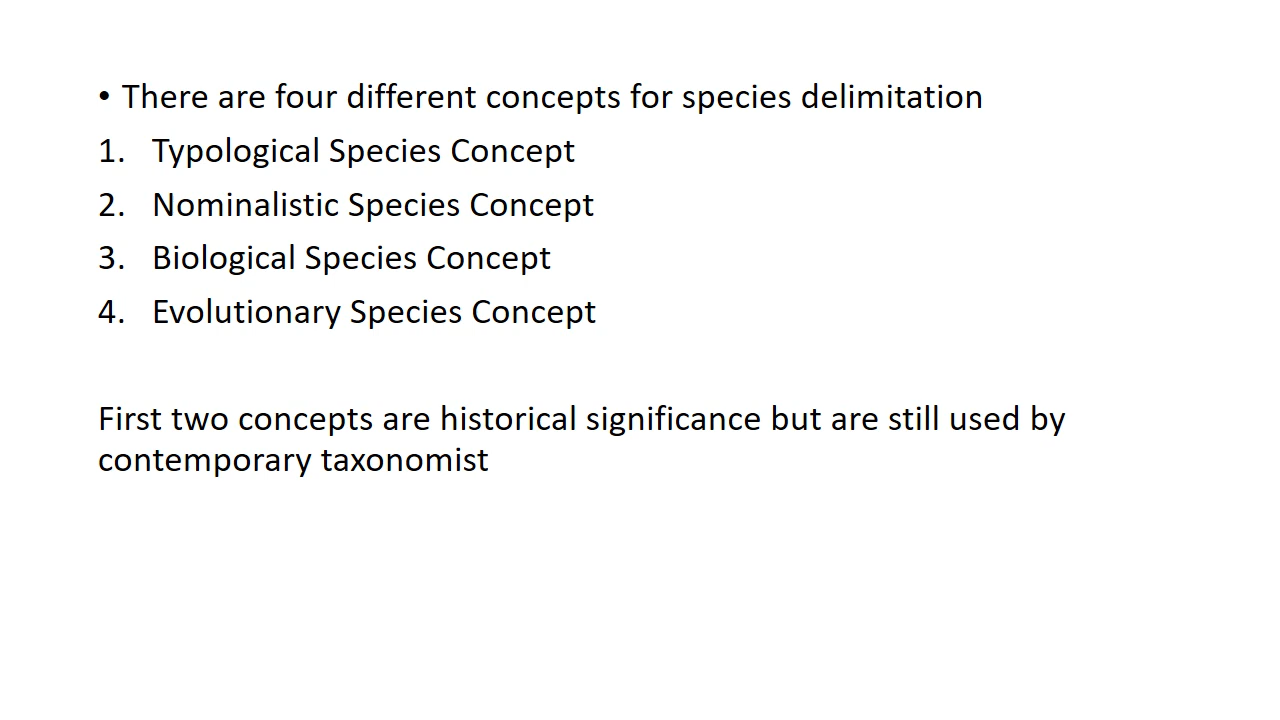 • There are four different concepts for species delimitation
1. Typological Species Concept
2. Nominalistic Species Concept
3. Biological Species Concept
4. Evolutionary Species Concept
First two concepts are historical significance but are still used by
contemporary taxonomist